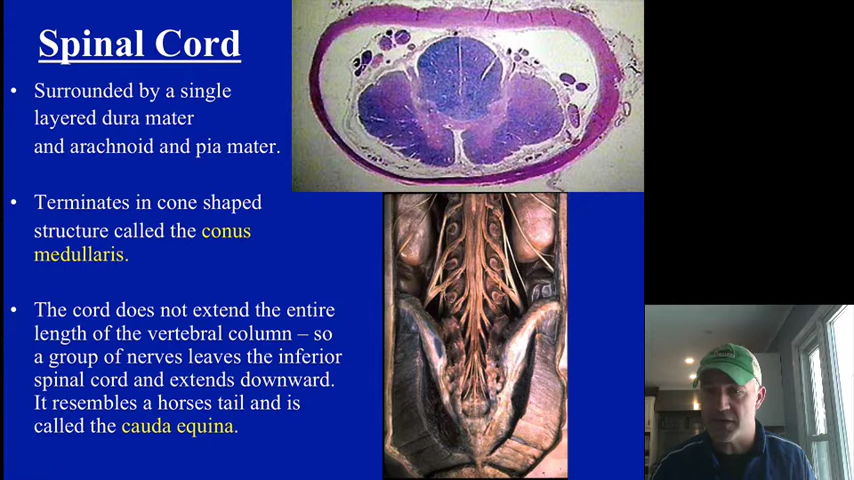 Spinal Cord
• Surrounded by a single
layered dura mater
and arachnoid and pia mater.
• Terminates in cone shaped
structure called the conus
medullaris.
• The cord does not extend the entire
length of the vertebral column – so
a group of nerves leaves the inferior
spinal cord and extends downward.
It resembles a horses tail and is
called the cauda equina.